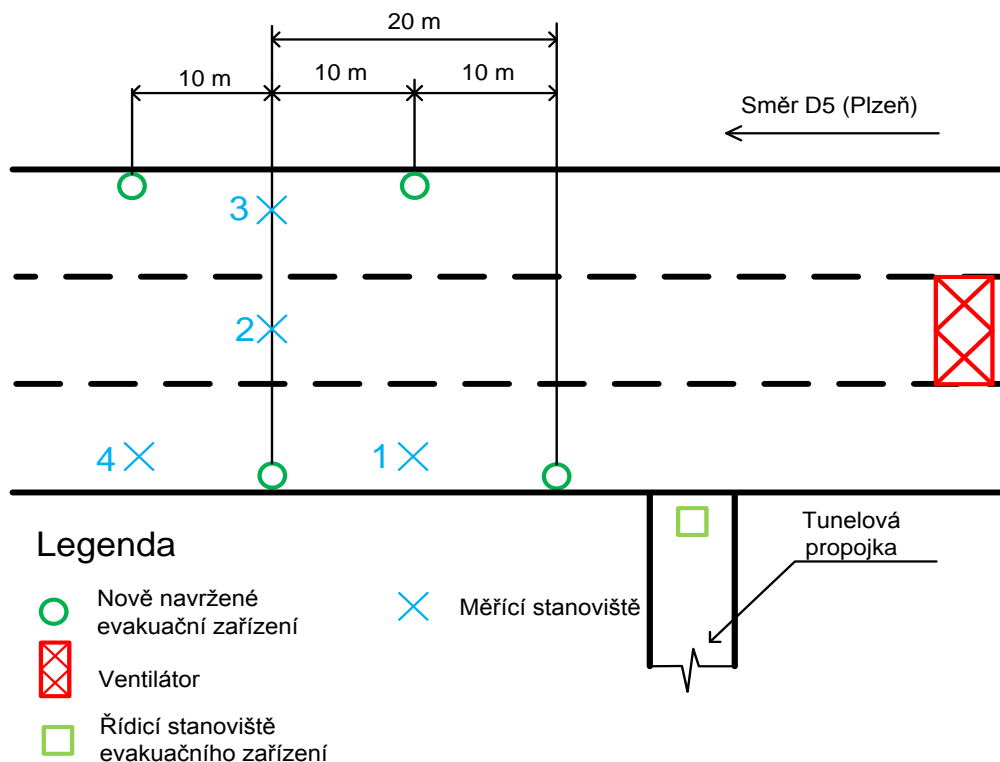 20 m
10 m
10 m
10 m
Směr D5 (Plzeň)
3
2
4
1
Legenda
Nově navržené
evakuační zařízení
Ventilátor
Řídicí stanoviště
evakuačního zařízení
Měřící stanoviště
Tunelová
propojka